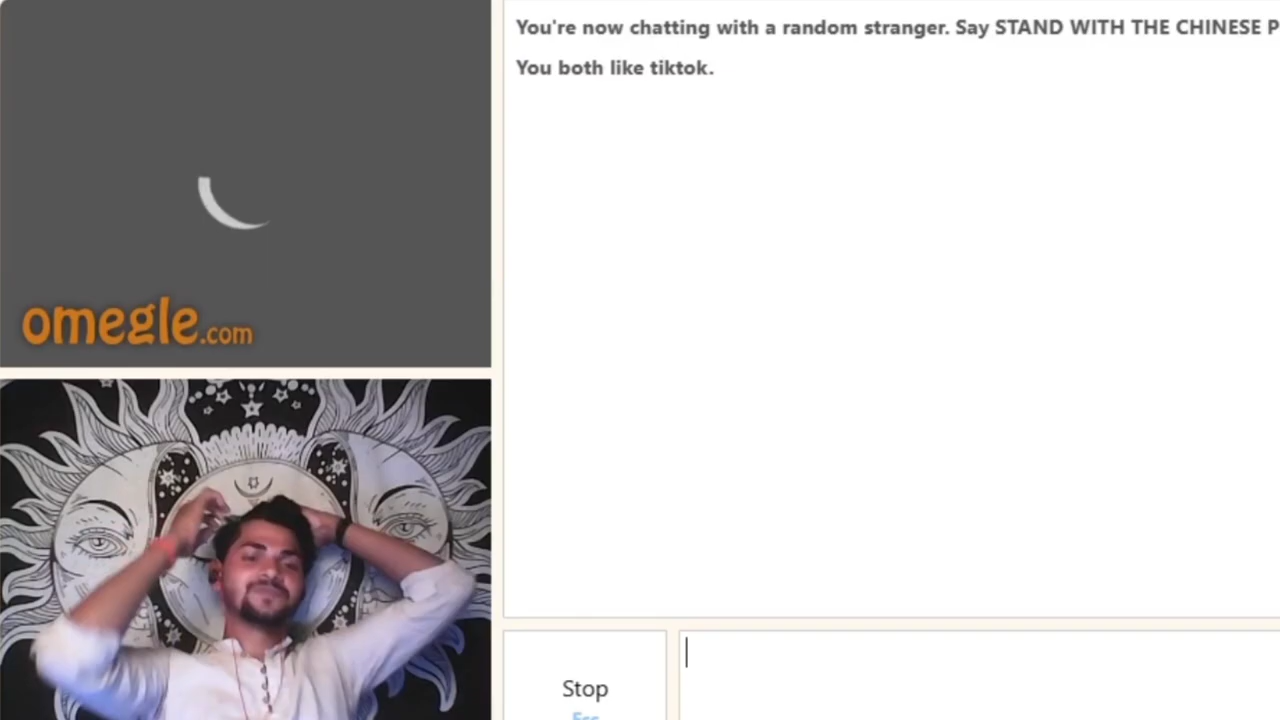 You're now chatting with a random stranger. Say STAND WITH THE CHINESE P
You both like tiktok.
omegle.com
Stop
Esc